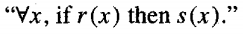 “∀x, if r(x) then s(x).”